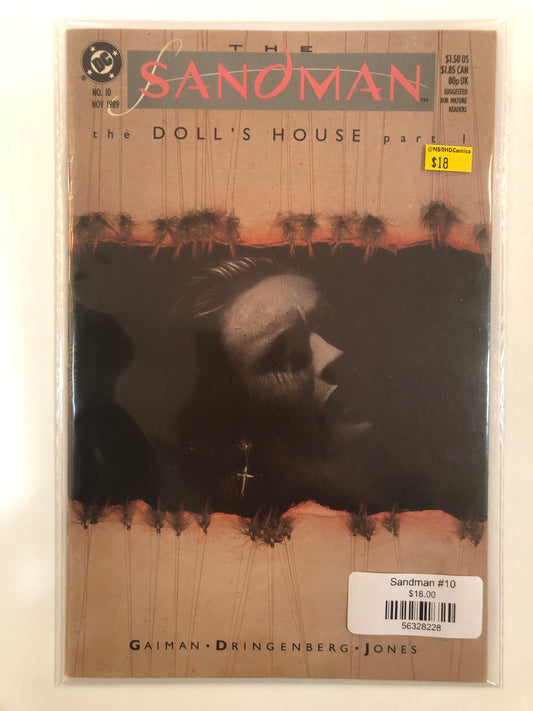 THE
SANDMAN™
DC
NO. 10
NOV 1989
$1.50 US
$1.85 CAN
80p UK
SUGGESTED
FOR MATURE
READERS
the DOLL'S HOUSE part 1
@NBRHDComics
$18
Sandman #10
$18.00
56328228
GAIMAN • DRINGENBERG • JONES